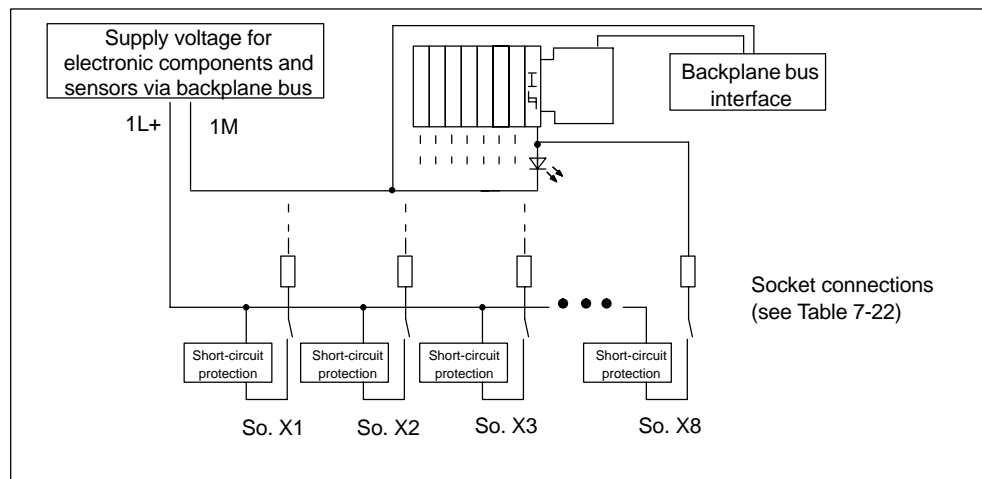 Supply voltage for
electronic components and
sensors via backplane bus
Backplane bus
interface
1L+
1M
Socket connections
(see Table 7-22)
Short-circuit
protection
Short-circuit
protection
Short-circuit
protection
Short-circuit
protection
So. X1
So. X2
So. X3
So. X8